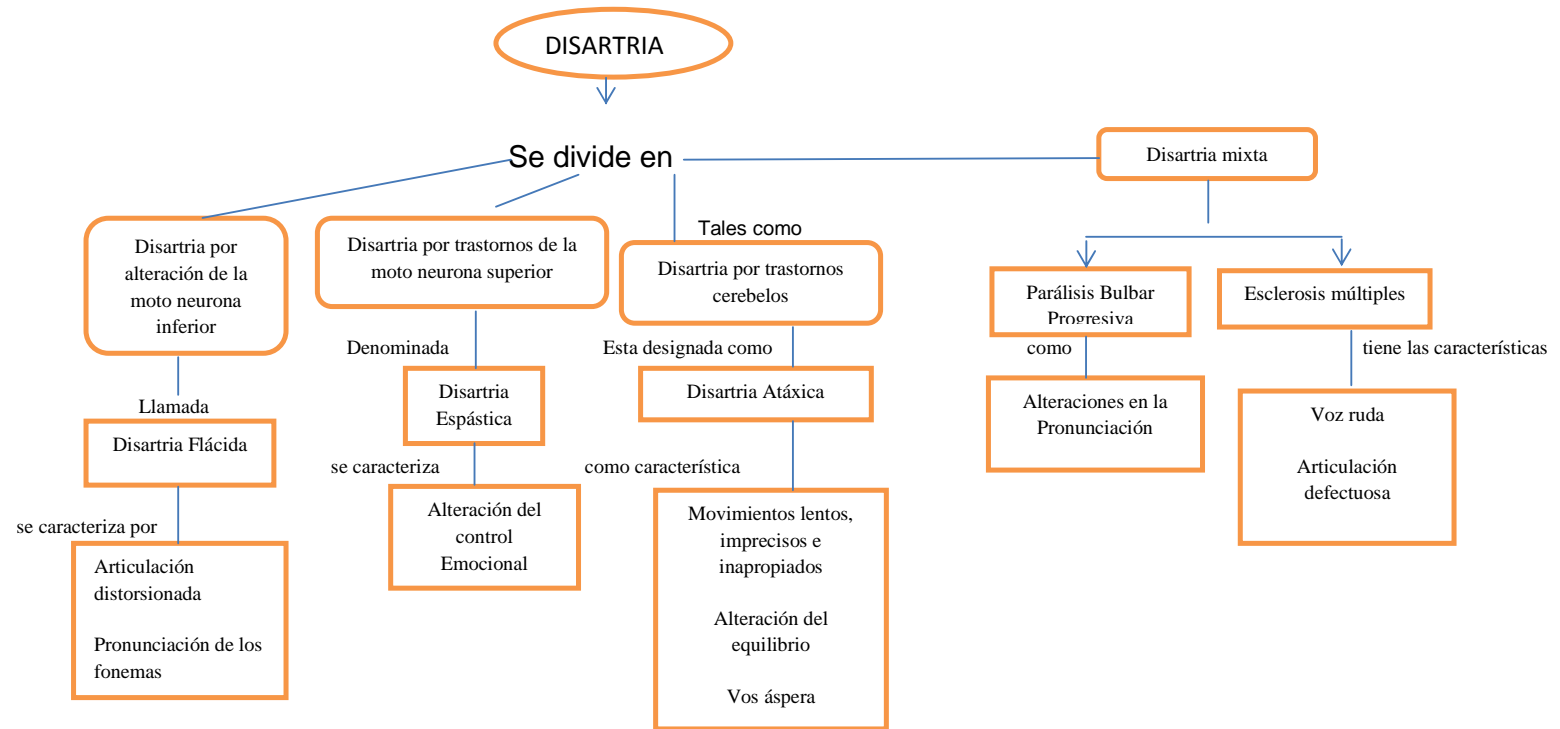 DISARTRIA
Se divide en
Disartria mixta
Disartria por
alteración de la
moto neurona
inferior
Llamada
Disartria Flácida
se caracteriza por
Articulación
distorsionada
Pronunciación de los
fonemas
Disartria por trastornos de la
moto neurona superior
Denominada
Disartria
Espástica
se caracteriza
Alteración del
control
Emocional
Tales como
Disartria por trastornos
cerebelos
Esta designada como
Disartria Atáxica
como característica
Movimientos lentos,
imprecisos e
inapropiados
Alteración del
equilibrio
Vos áspera
Parálisis Bulbar
Progresiva
como
Alteraciones en la
Pronunciación
Esclerosis múltiples
tiene las características
Voz ruda
Articulación
defectuosa